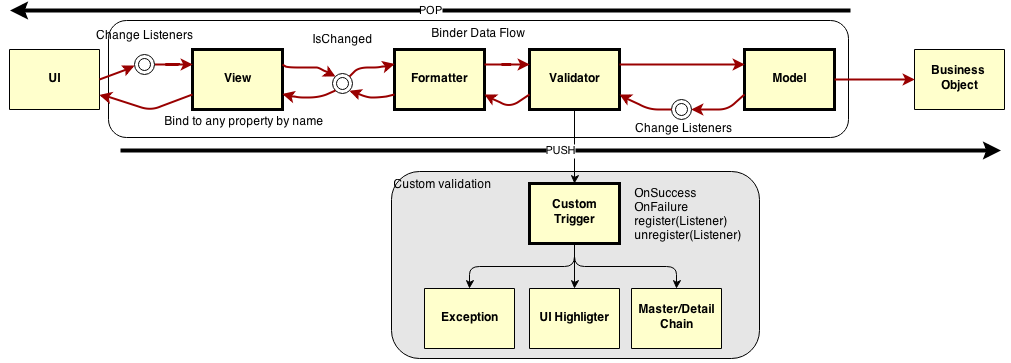 POP
Change Listeners
IsChanged
Binder Data Flow
UI
View
Formatter
Validator
Model
Business
Object
Bind to any property by name
Change Listeners
PUSH
Custom validation
Custom
Trigger
OnSuccess
OnFailure
register(Listener)
unregister(Listener)
Exception
UI Highligter
Master/Detail
Chain